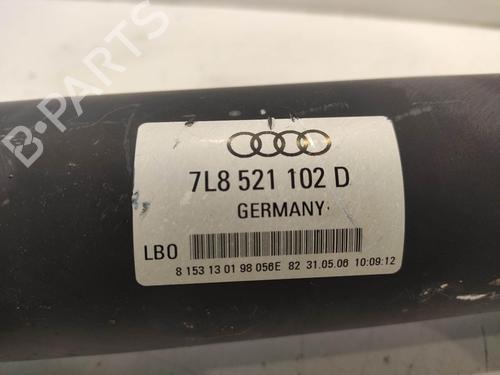 B-PARTS
7L8 521 102 D
GERMANY
LB0
8 153 13 01 98 056E 82 31.05.06 10:09:12